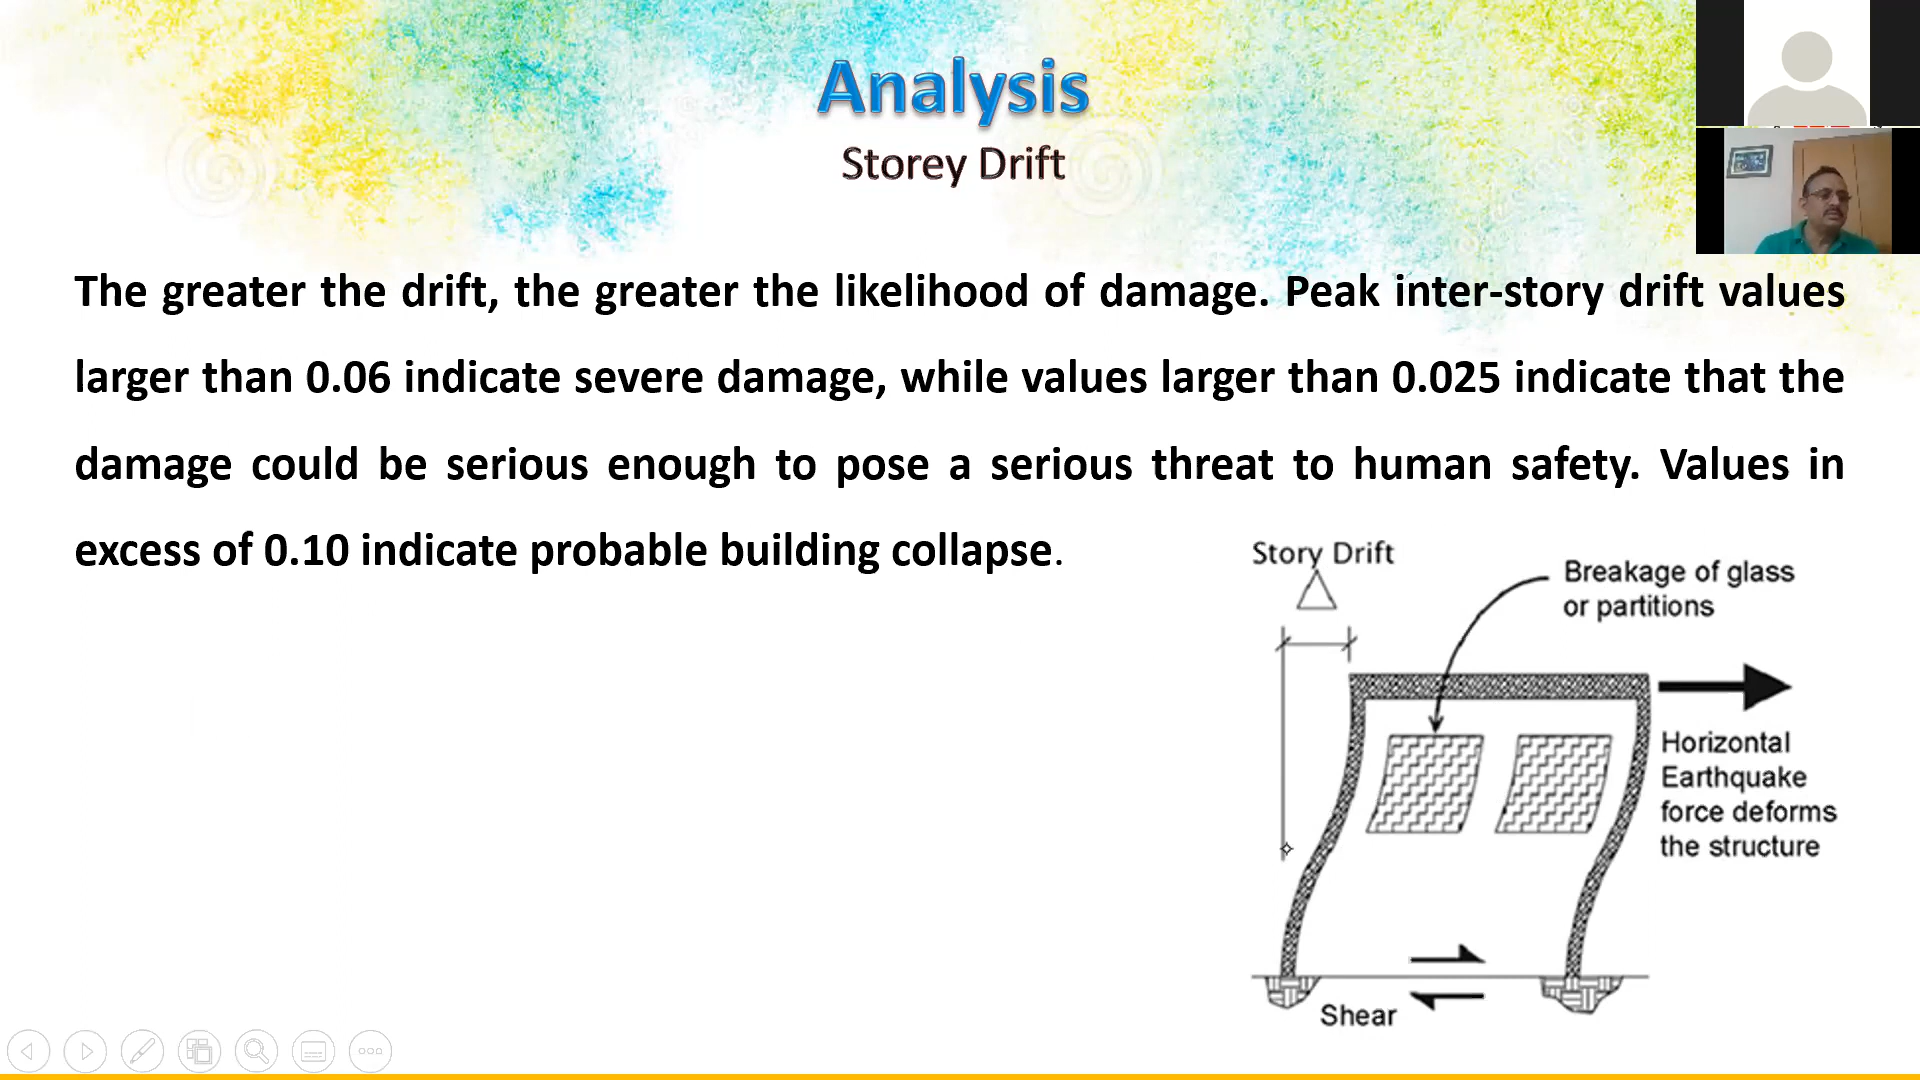 Analysis
Storey Drift
The greater the drift, the greater the likelihood of damage. Peak inter-story drift values
larger than 0.06 indicate severe damage, while values larger than 0.025 indicate that the
damage could be serious enough to pose a serious threat to human safety. Values in
excess of 0.10 indicate probable building collapse.
Story Drift
Breakage of glass
or partitions
Horizontal
Earthquake
force deforms
the structure
Shear